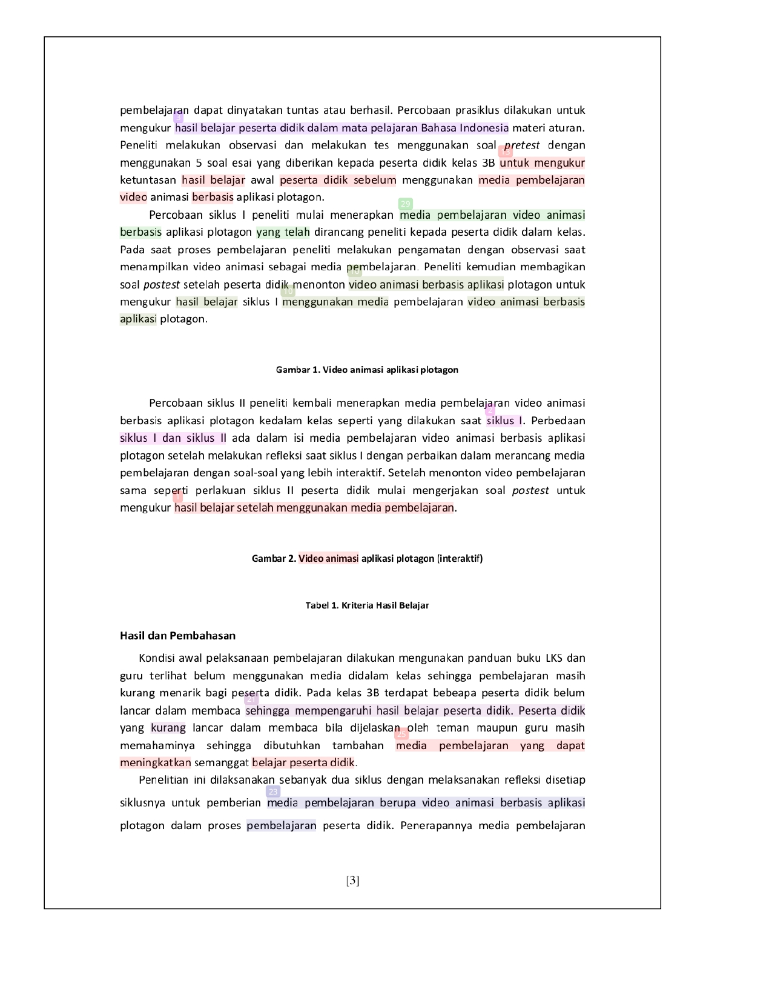 pembelajaran dapat dinyatakan tuntas atau berhasil. Percobaan prasiklus dilakukan untuk
3
mengukur hasil belajar peserta didik dalam mata pelajaran Bahasa Indonesia materi aturan.
Peneliti melakukan observasi dan melakukan tes menggunakan soal pretest dengan
menggunakan 5 soal esai yang diberikan kepada peserta didik kelas 3B untuk mengukur
ketuntasan hasil belajar awal peserta didik sebelum menggunakan media pembelajaran
video animasi berbasis aplikasi plotagon.
29
Percobaan siklus I peneliti mulai menerapkan media pembelajaran video animasi
berbasis aplikasi plotagon yang telah dirancang peneliti kepada peserta didik dalam kelas.
Pada saat proses pembelajaran peneliti melakukan pengamatan dengan observasi saat
menampilkan video animasi sebagai media pembelajaran. Peneliti kemudian membagikan
soal postest setelah peserta didik menonton video animasi berbasis aplikasi plotagon untuk
10
mengukur hasil belajar siklus I menggunakan media pembelajaran video animasi berbasis
aplikasi plotagon.
Gambar 1. Video animasi aplikasi plotagon
Percobaan siklus II peneliti kembali menerapkan media pembelajaran video animasi
2
berbasis aplikasi plotagon kedalam kelas seperti yang dilakukan saat siklus I. Perbedaan
siklus I dan siklus II ada dalam isi media pembelajaran video animasi berbasis aplikasi
plotagon setelah melakukan refleksi saat siklus I dengan perbaikan dalam merancang media
pembelajaran dengan soal-soal yang lebih interaktif. Setelah menonton video pembelajaran
sama seperti perlakuan siklus II peserta didik mulai mengerjakan soal postest untuk
1
mengukur hasil belajar setelah menggunakan media pembelajaran.
Gambar 2. Video animasi aplikasi plotagon (interaktif)
Tabel 1. Kriteria Hasil Belajar
Hasil dan Pembahasan
Kondisi awal pelaksanaan pembelajaran dilakukan mengunakan panduan buku LKS dan
guru terlihat belum menggunakan media didalam kelas sehingga pembelajaran masih
kurang menarik bagi peserta didik. Pada kelas 3B terdapat bebeapa peserta didik belum
21
lancar dalam membaca sehingga mempengaruhi hasil belajar peserta didik. Peserta didik
yang kurang lancar dalam membaca bila dijelaskan oleh teman maupun guru masih
25
memahaminya sehingga dibutuhkan tambahan media pembelajaran yang dapat
meningkatkan semanggat belajar peserta didik.
Penelitian ini dilaksanakan sebanyak dua siklus dengan melaksanakan refleksi disetiap
23
siklusnya untuk pemberian media pembelajaran berupa video animasi berbasis aplikasi
plotagon dalam proses pembelajaran peserta didik. Penerapannya media pembelajaran
[3]